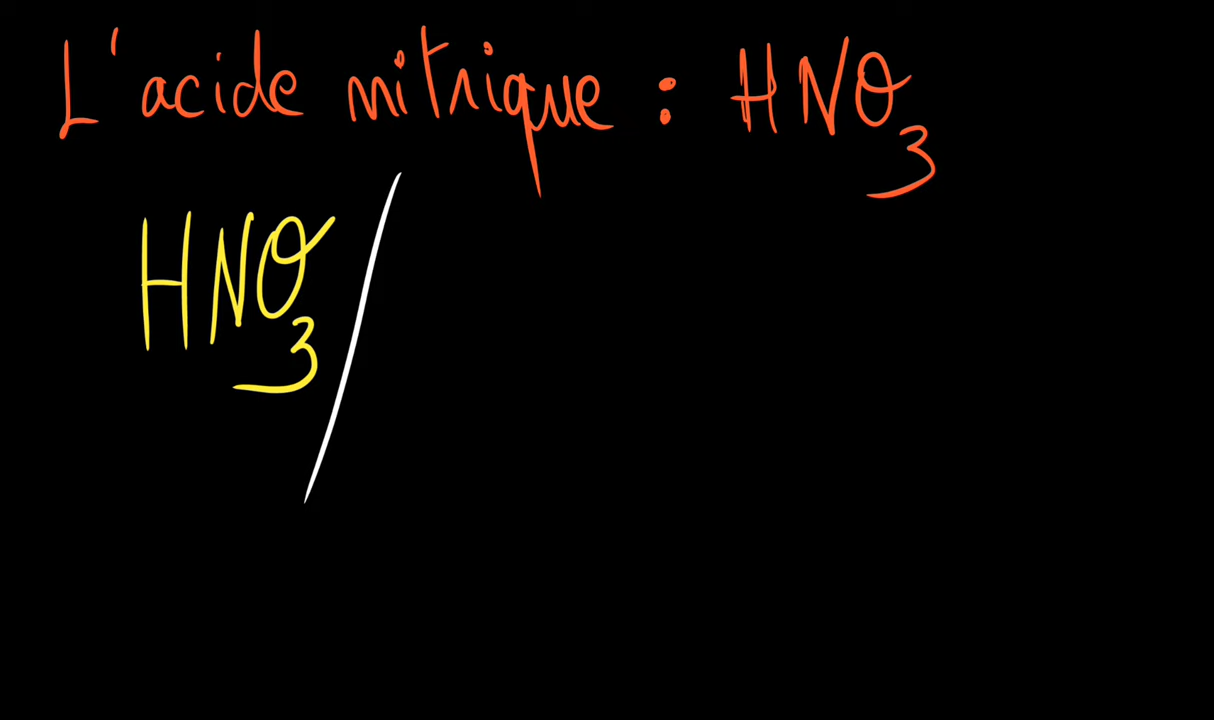 L'acide nitrique : HNO₃
HNO₃ /